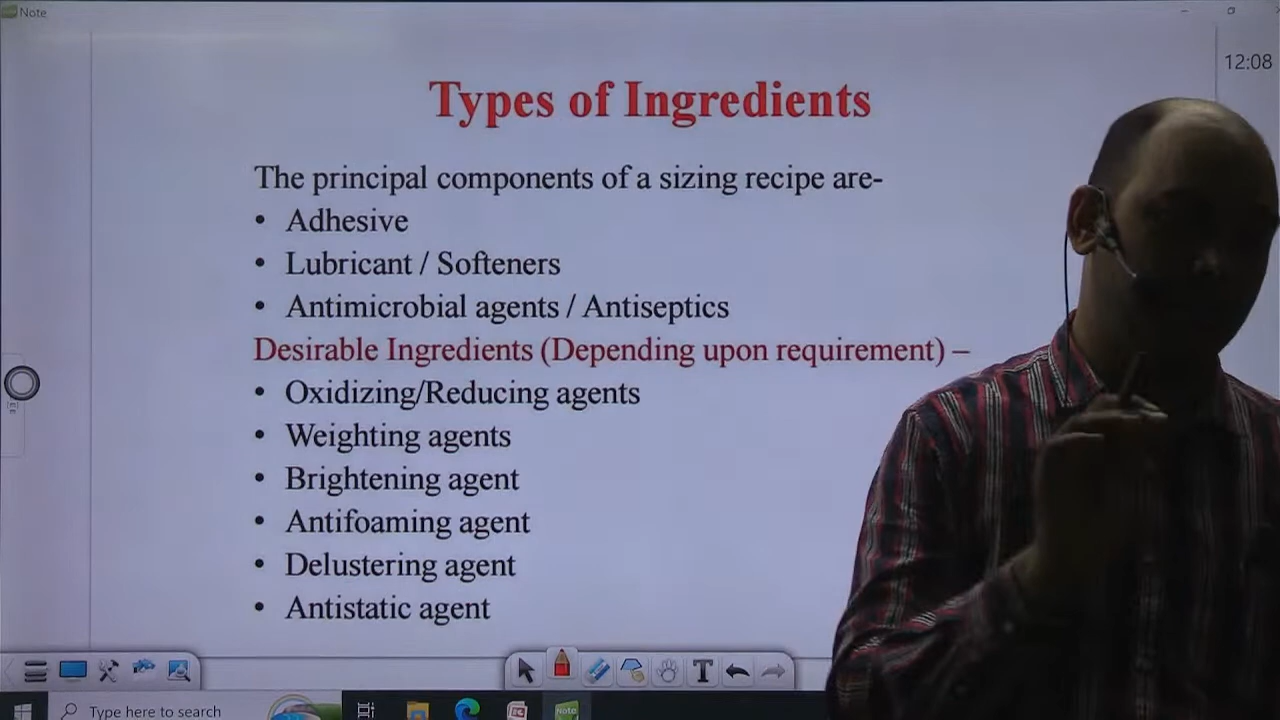 Note
12:08
Types of Ingredients
The principal components of a sizing recipe are-
• Adhesive
• Lubricant / Softeners
• Antimicrobial agents / Antiseptics
Desirable Ingredients (Depending upon requirement) –
• Oxidizing/Reducing agents
• Weighting agents
• Brightening agent
• Antifoaming agent
• Delustering agent
• Antistatic agent
T
Type here to search
Note